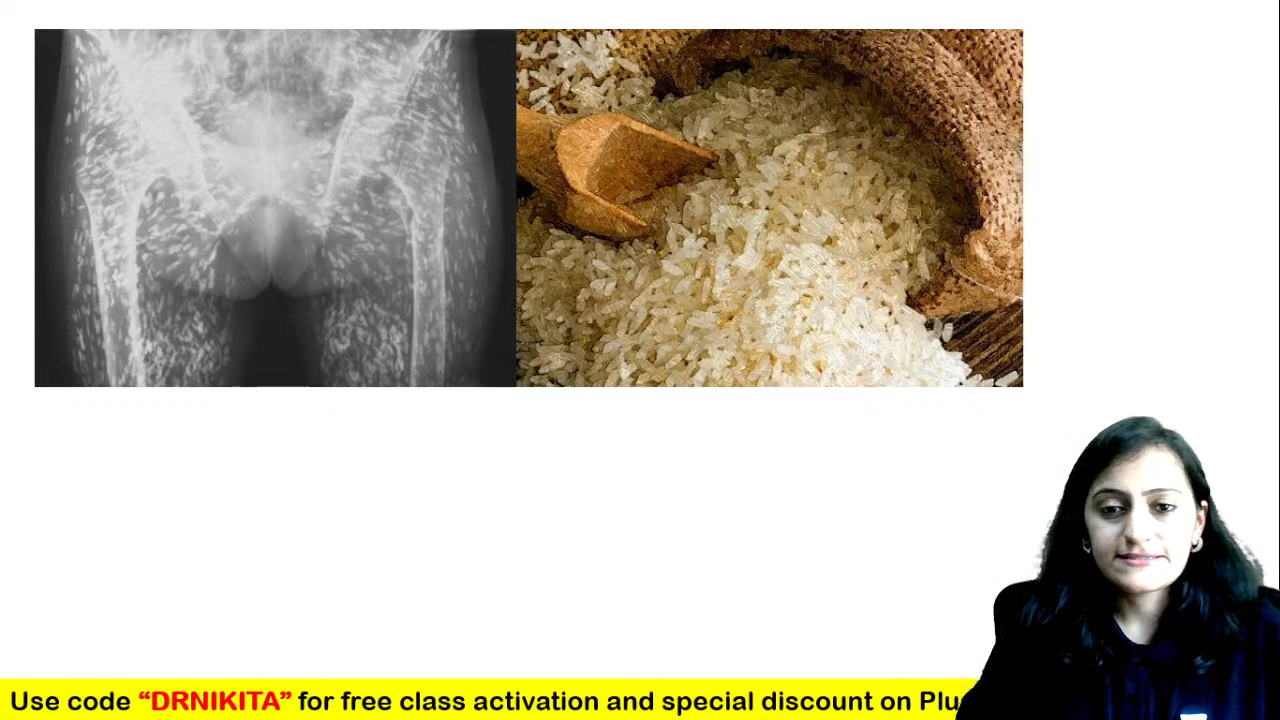 Use code “DRNIKITA” for free class activation and special discount on Plu